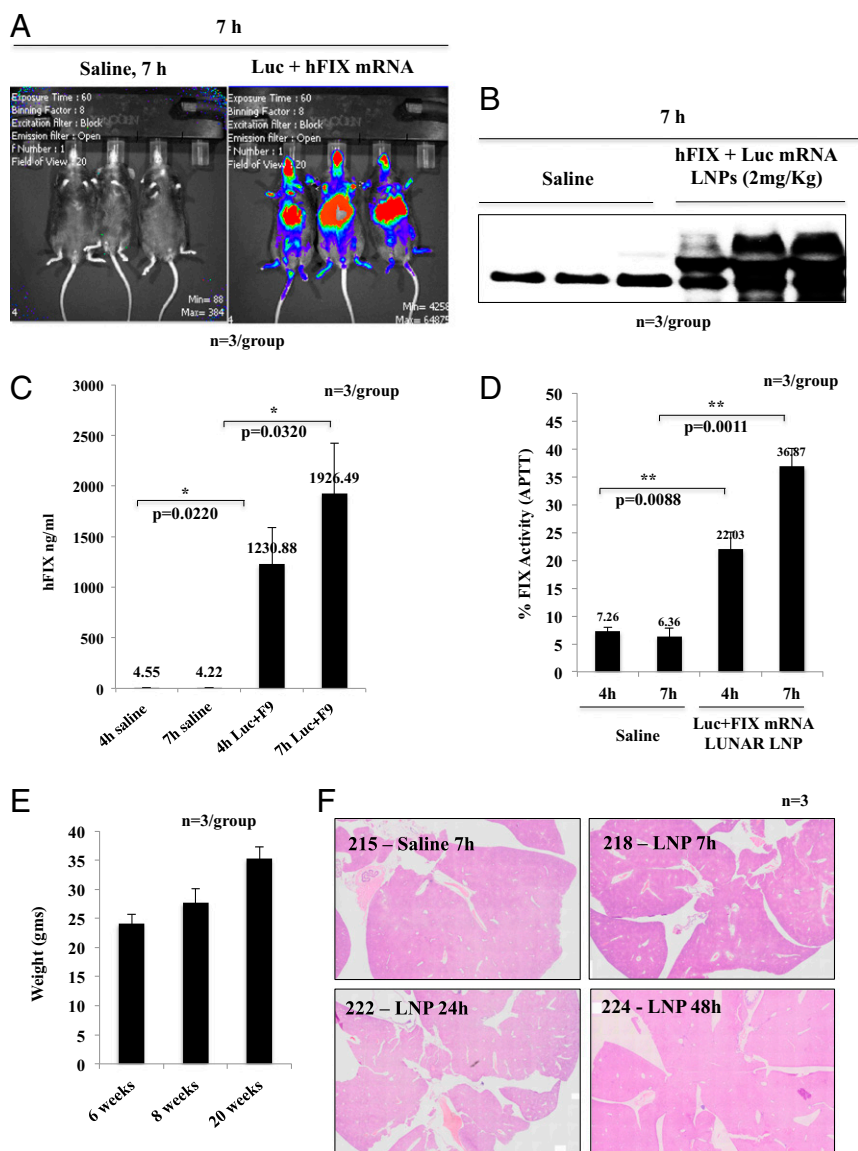 A
7 h
Saline, 7 h
Luc + hFIX mRNA
Exposure Time : 60
Binning Factor : 8
Excitation filter : Block
Emission filter : Open
f Number : 1
Field of View : 20
4
Min= 88
Max= 384
Exposure Time : 60
Binning Factor : 8
Excitation filter : Block
Emission filter : Open
f Number : 1
Field of View : 20
4
Min= 4258
Max= 64875
n=3/group
B
7 h
Saline
hFIX + Luc mRNA
LNPs (2mg/Kg)
n=3/group
C
n=3/group
hFIX ng/ml
3000
2500
2000
1500
1000
500
0
*
p=0.0320
*
p=0.0220
4.55
4.22
1230.88
1926.49
4h saline
7h saline
4h Luc+F9
7h Luc+F9
D
n=3/group
% FIX Activity (APTT)
50
45
40
35
30
25
20
15
10
5
0
**
p=0.0011
**
p=0.0088
7.26
6.36
22.03
36.87
4h
7h
4h
7h
Saline
Luc+FIX mRNA
LUNAR LNP
E
n=3/group
Weight (gms)
40
35
30
25
20
15
10
5
0
6 weeks
8 weeks
20 weeks
F
n=3
215 – Saline 7h
218 – LNP 7h
222 – LNP 24h
224 - LNP 48h